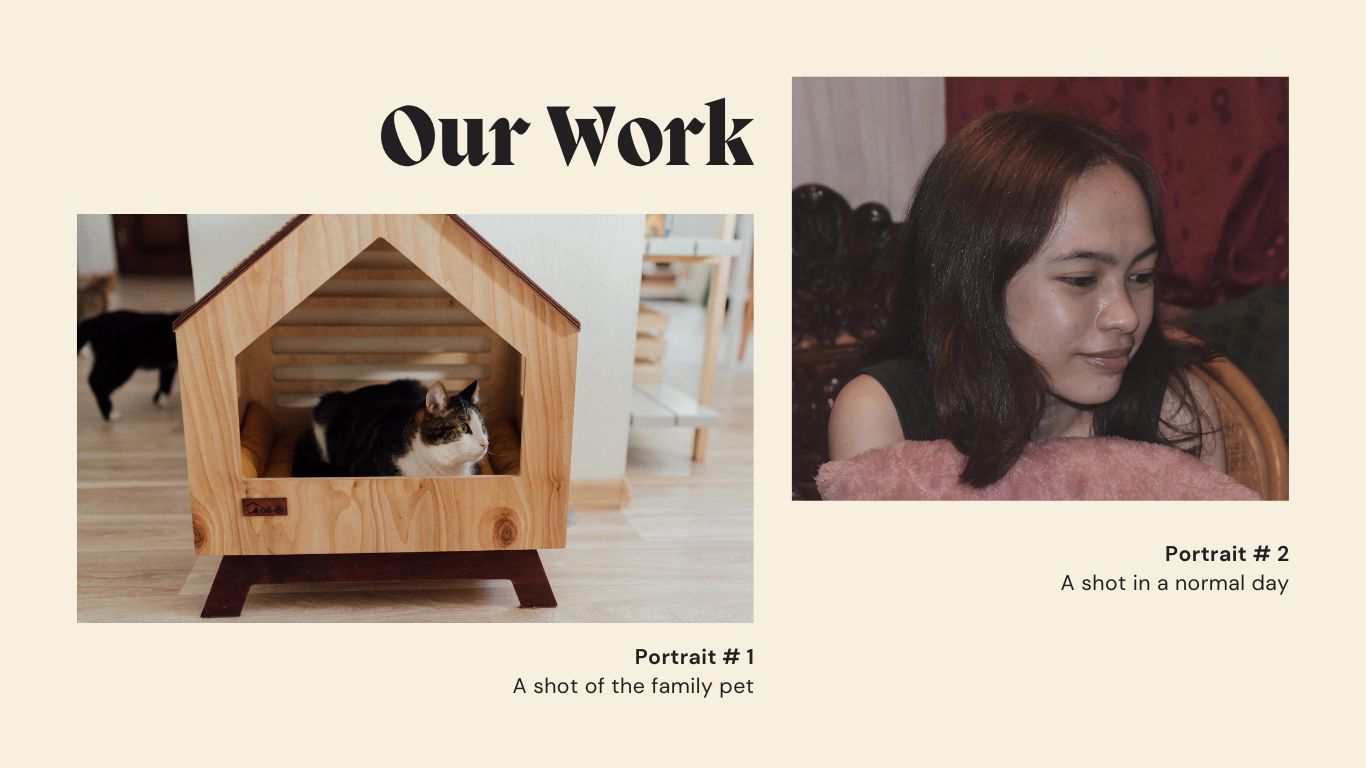 Our Work
Portrait # 1
A shot of the family pet
Portrait # 2
A shot in a normal day